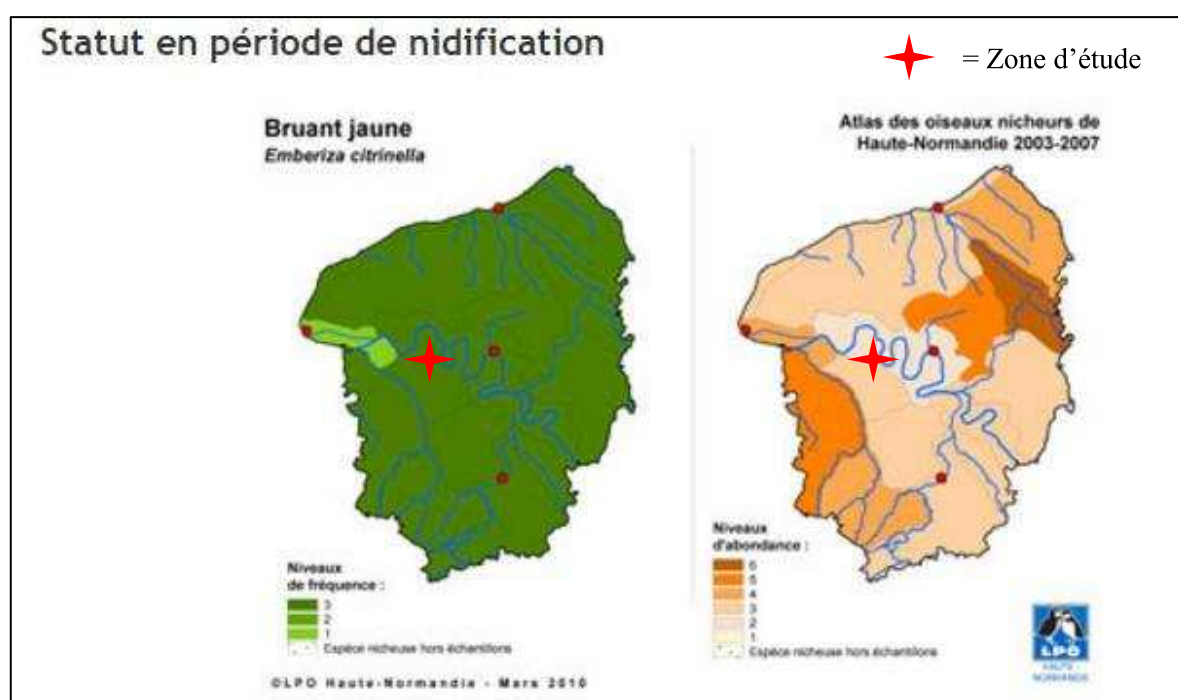 Statut en période de nidification
= Zone d'étude
Bruant jaune
Emberiza citrinella
Atlas des oiseaux nicheurs de
Haute-Normandie 2003-2007
Niveaux
de fréquence :
3
2
1
Espèce nicheuse hors échantillons
Niveaux
d'abondance :
6
5
4
3
2
1
Espèce nicheuse hors échantillons
LPO
HAUTE
NORMANDIE
©LPO Haute-Normandie - Mars 2010